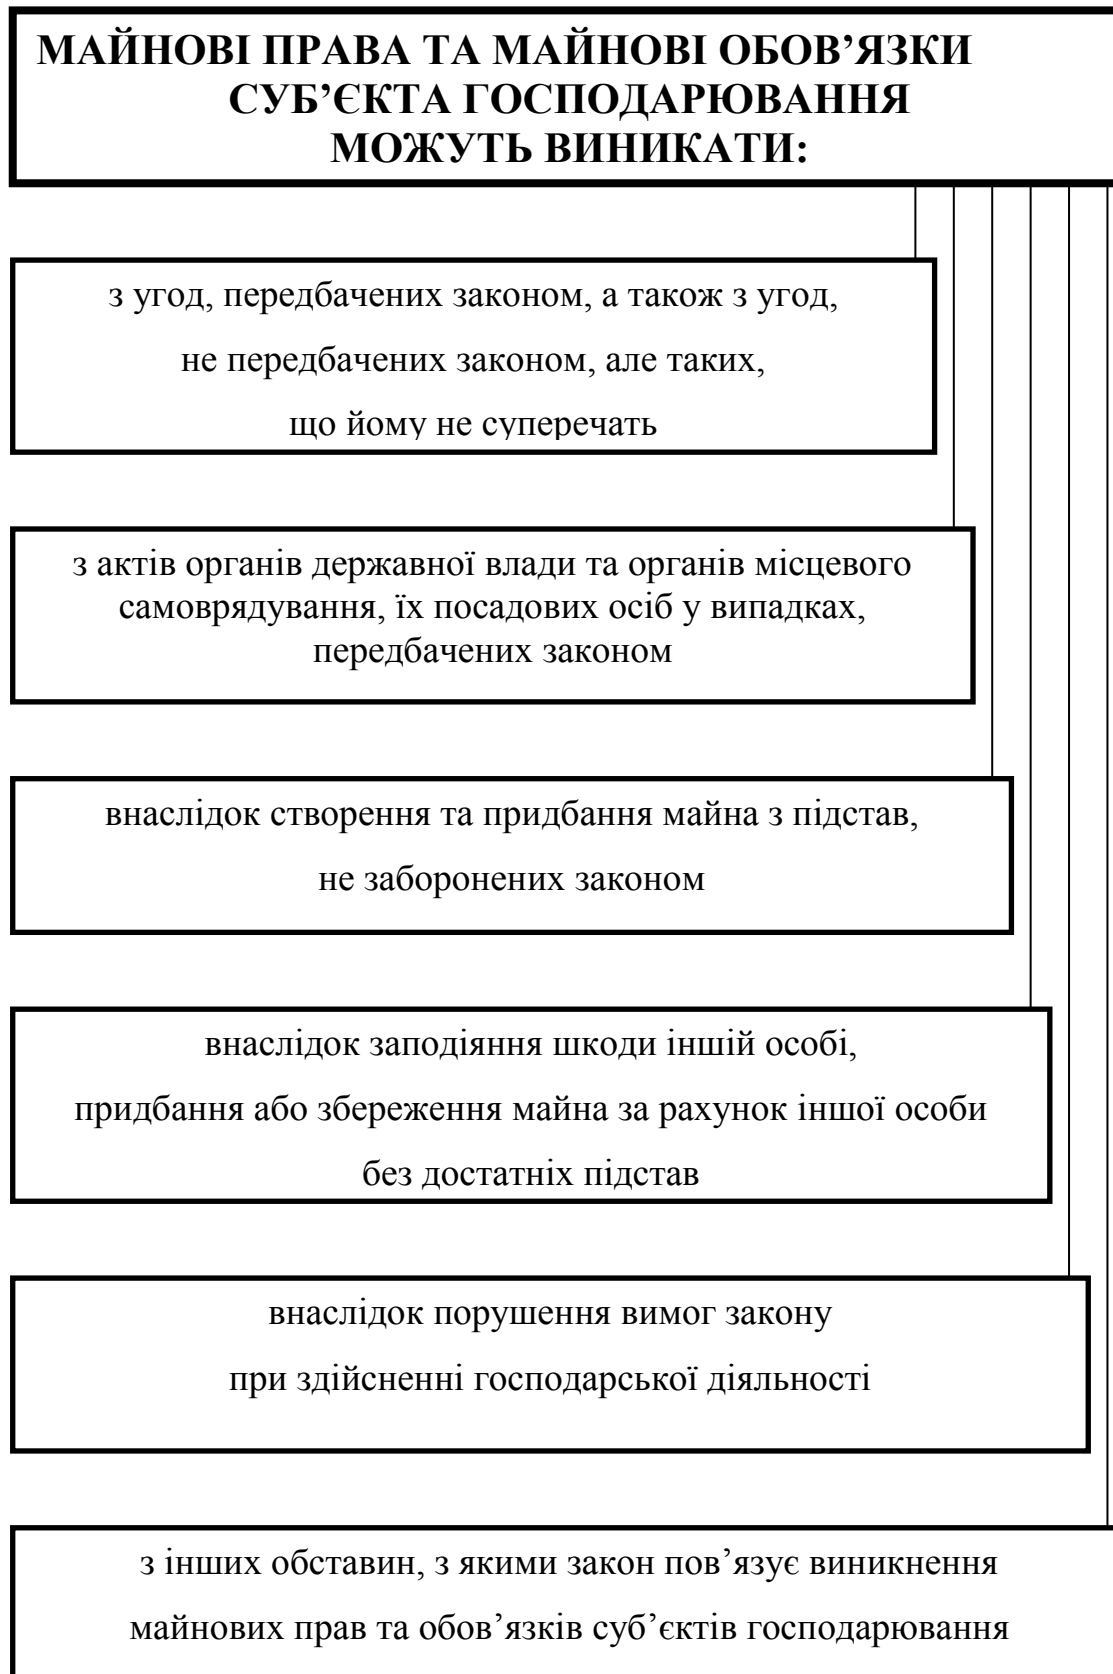 МАЙНОВІ ПРАВА ТА МАЙНОВІ ОБОВ’ЯЗКИ
СУБ’ЄКТА ГОСПОДАРЮВАННЯ
МОЖУТЬ ВИНИКАТИ:
з угод, передбачених законом, а також з угод,
не передбачених законом, але таких,
що йому не суперечать
з актів органів державної влади та органів місцевого
самоврядування, їх посадових осіб у випадках,
передбачених законом
внаслідок створення та придбання майна з підстав,
не заборонених законом
внаслідок заподіяння шкоди іншій особі,
придбання або збереження майна за рахунок іншої особи
без достатніх підстав
внаслідок порушення вимог закону
при здійсненні господарської діяльності
з інших обставин, з якими закон пов’язує виникнення
майнових прав та обов’язків суб’єктів господарювання